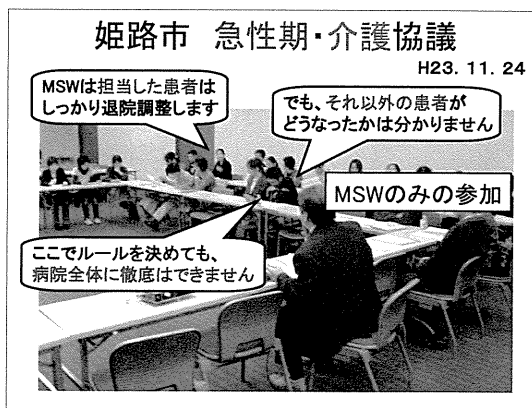 姫路市 急性期・介護協議
H23. 11. 24
MSWは担当した患者は
しっかり退院調整します
でも、それ以外の患者が
どうなったかは分かりません
MSWのみの参加
ここでルールを決めても、
病院全体に徹底はできません